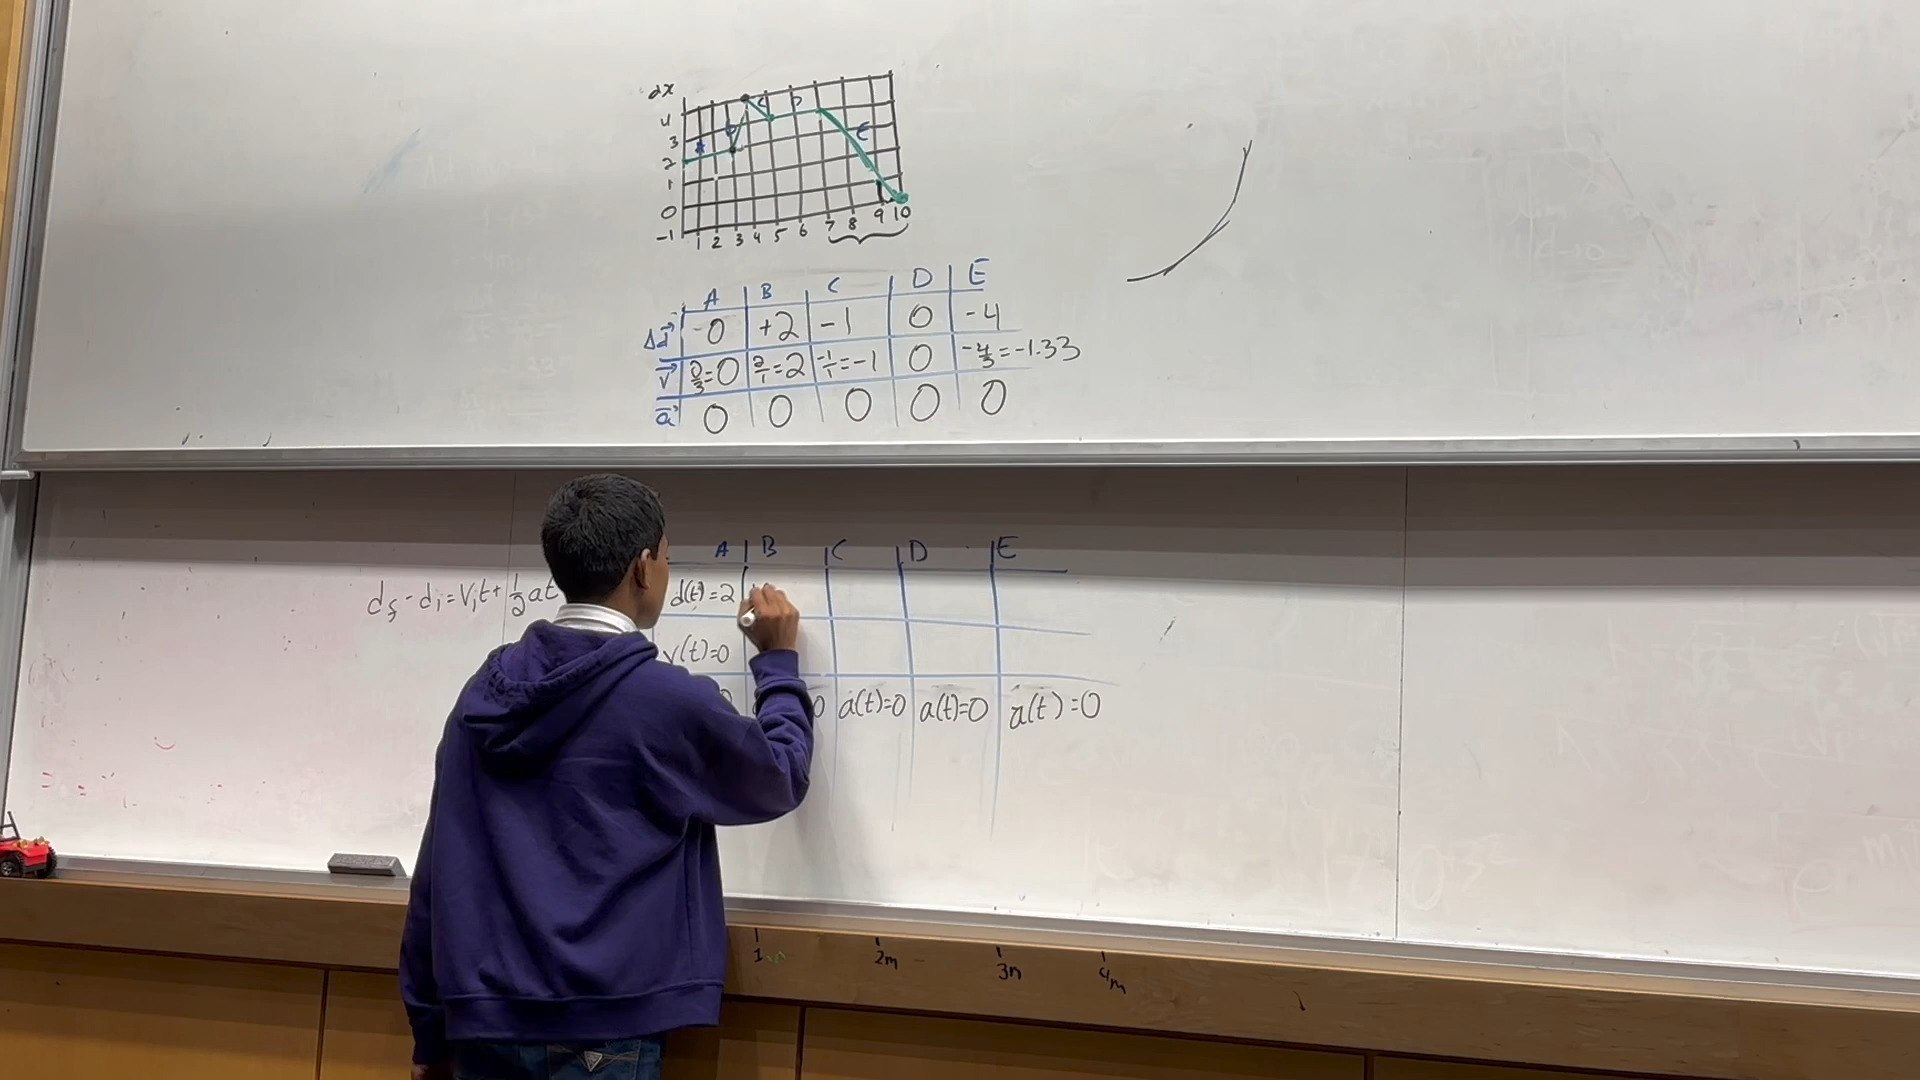 dx
4
3
2
1
0
-1
A B C D E
1 2 3 4 5 6 7 8 9 10
A B C D E
Δd⃗ 0 +2 -1 0 -4
v⃗ 0/3=0 2/1=2 -1/1=-1 0 -4/3=-1.33
a⃗ 0 0 0 0 0
A B C D E
df-di=Vit+1/2at
d(t)=2
v(t)=0
a(t)=0 a(t)=0 a(t)=0
1m 2m 3m 4m